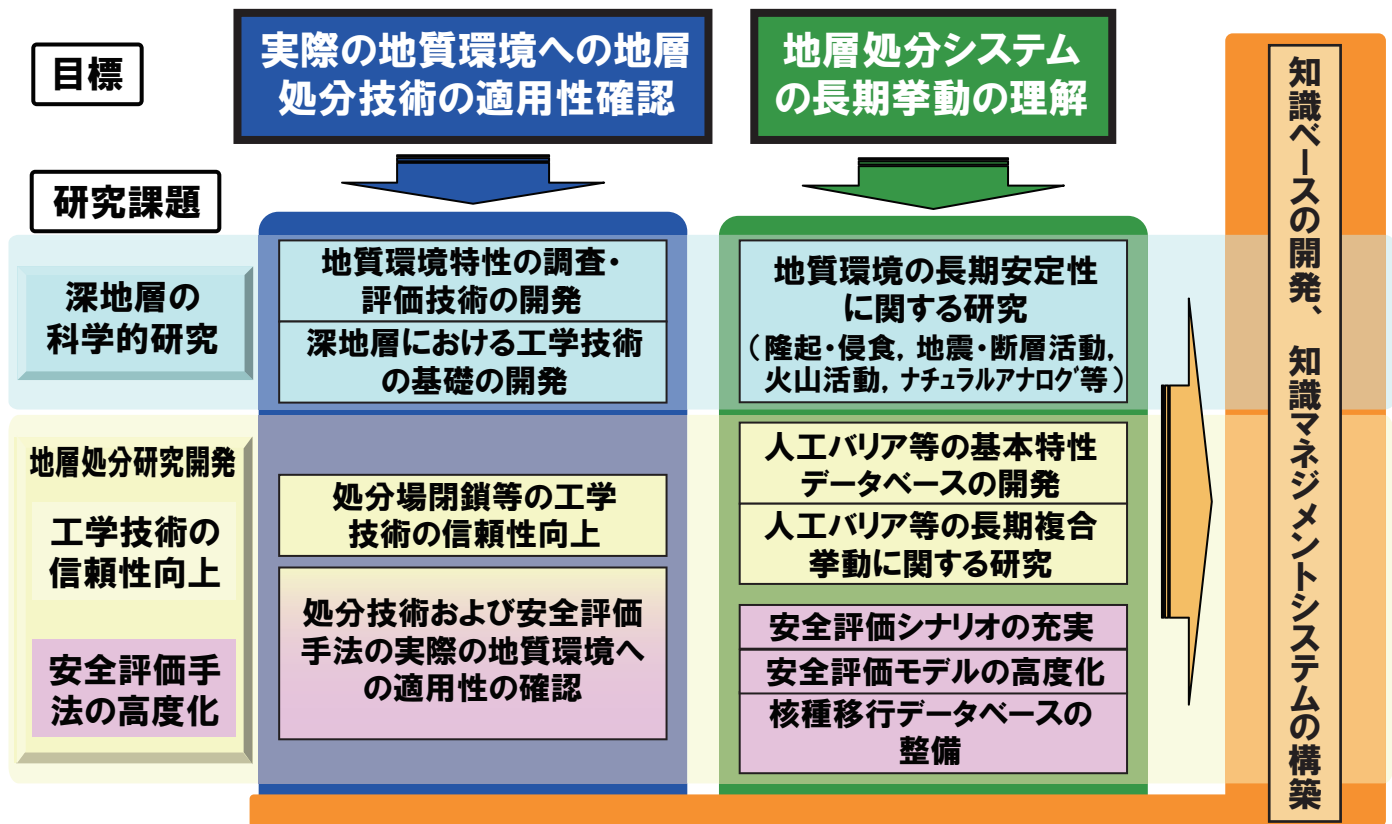 目標
実際の地質環境への地層
処分技術の適用性確認
地層処分システム
の長期挙動の理解
研究課題
深地層の
科学的研究
地質環境特性の調査・
評価技術の開発
深地層における工学技術
の基礎の開発
地質環境の長期安定性
に関する研究
（隆起・侵食，地震・断層活動，
火山活動，ナチュラルアナログ等）
地層処分研究開発
工学技術の
信頼性向上
安全評価手
法の高度化
処分場閉鎖等の工学
技術の信頼性向上
処分技術および安全評価
手法の実際の地質環境へ
の適用性の確認
人工バリア等の基本特性
データベースの開発
人工バリア等の長期複合
挙動に関する研究
安全評価シナリオの充実
安全評価モデルの高度化
核種移行データベースの
整備
知識ベースの開発、　知識マネジメントシステムの構築